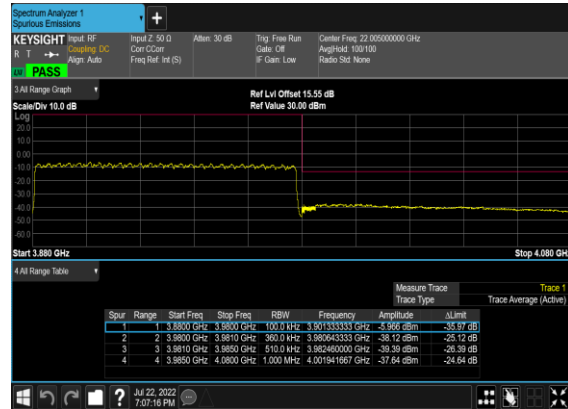 Spectrum Analyzer 1
Spurious Emissions
KEYSIGHT Input: RF Input Z: 50 Ω Atten: 30 dB Trig: Free Run Center Freq: 22.005000000 GHz
R T Coupling: DC Corr CCorr Gate: Off Avg|Hold: 100/100
Align: Auto Freq Ref: Int (S) IF Gain: Low Radio Std: None
LW PASS
3 All Range Graph Ref Lvl Offset 15.55 dB
Scale/Div 10.0 dB Ref Value 30.00 dBm
Log
20.0
10.0
0.00
-10.0
-20.0
-30.0
-40.0
-50.0
-60.0
Start 3.880 GHz Stop 4.080 GH
4 All Range Table
Measure Trace Trace 1
Trace Type Trace Average (Active)
Spur Range Start Freq Stop Freq RBW Frequency Amplitude ΔLimit
1 1 3.8800 GHz 3.9800 GHz 100.0 kHz 3.901333333 GHz -5.966 dBm -35.97 dB
2 2 3.9800 GHz 3.9810 GHz 360.0 kHz 3.980643333 GHz -38.12 dBm -25.12 dB
3 3 3.9810 GHz 3.9850 GHz 510.0 kHz 3.982460000 GHz -39.39 dBm -26.39 dB
4 4 3.9850 GHz 4.0800 GHz 1.000 MHz 4.001941667 GHz -37.64 dBm -24.64 dB
? Jul 22, 2022
7:07:16 PM